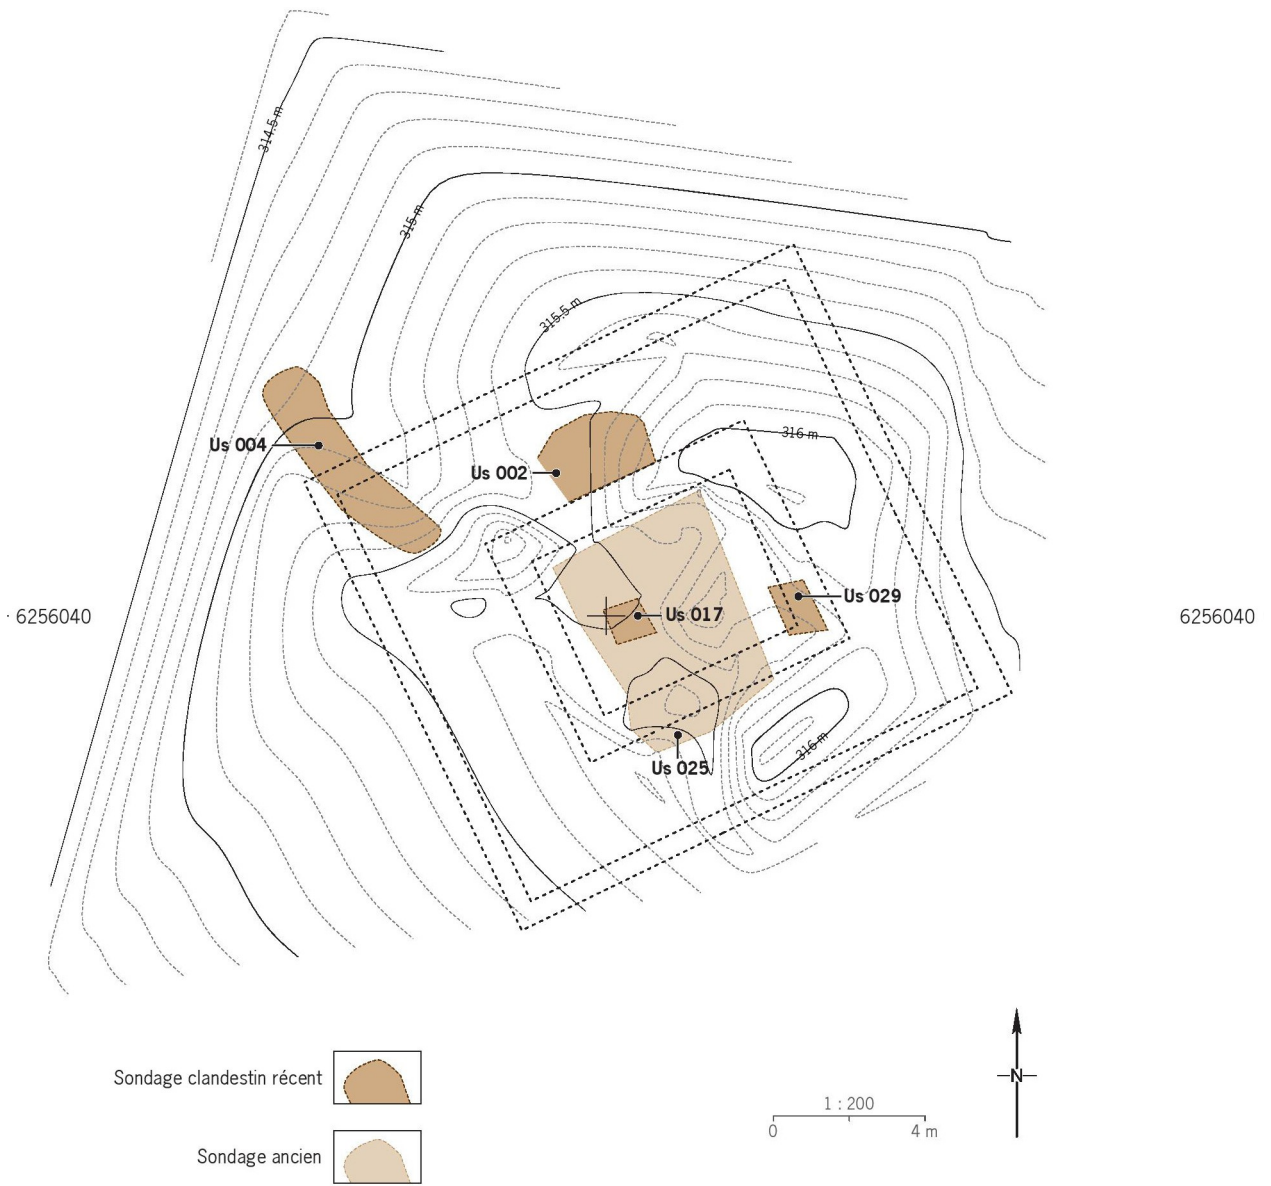 314.5 m
315 m
315.5 m
316 m
Us 004
Us 002
Us 029
· 6256040
6256040
Us 017
316 m
Us 025
Sondage clandestin récent
N
1 : 200
0
4 m
Sondage ancien